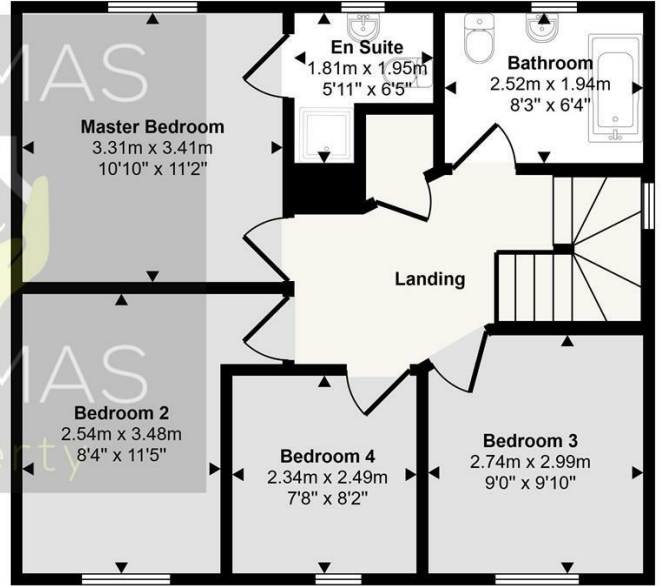 MAS
En Suite
1.81m x 1.95m
5'11" x 6'5"
Bathroom
2.52m x 1.94m
8'3" x 6'4"
Master Bedroom
3.31m x 3.41m
10'10" x 11'2"
Landing
MAS
erty
Bedroom 2
2.54m x 3.48m
8'4" x 11'5"
Bedroom 4
2.34m x 2.49m
7'8" x 8'2"
Bedroom 3
2.74m x 2.99m
9'0" x 9'10"